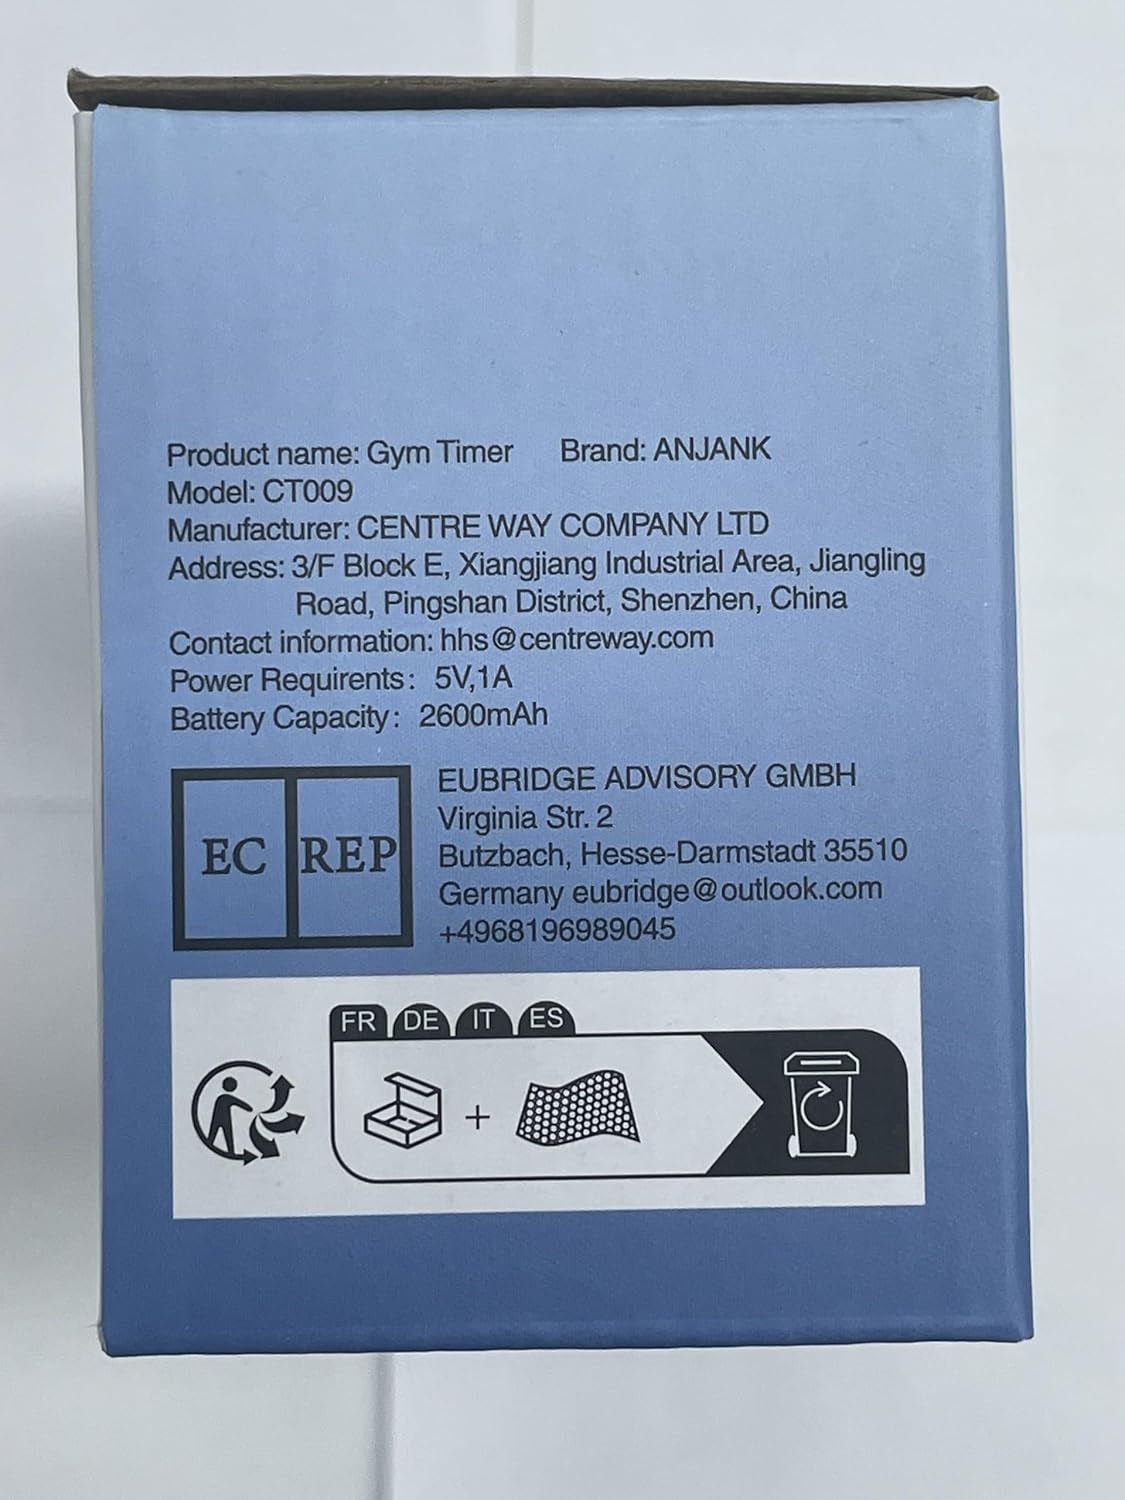 Product name: Gym Timer Brand: ANJANK
Model: CT009
Manufacturer: CENTRE WAY COMPANY LTD
Address: 3/F Block E, Xiangjiang Industrial Area, Jiangling
Road, Pingshan District, Shenzhen, China
Contact information: hhs@centreway.com
Power Requirents: 5V,1A
Battery Capacity: 2600mAh
EC REP
EUBRIDGE ADVISORY GMBH
Virginia Str. 2
Butzbach, Hesse-Darmstadt 35510
Germany eubridge@outlook.com
+4968196989045
FR DE IT ES
+